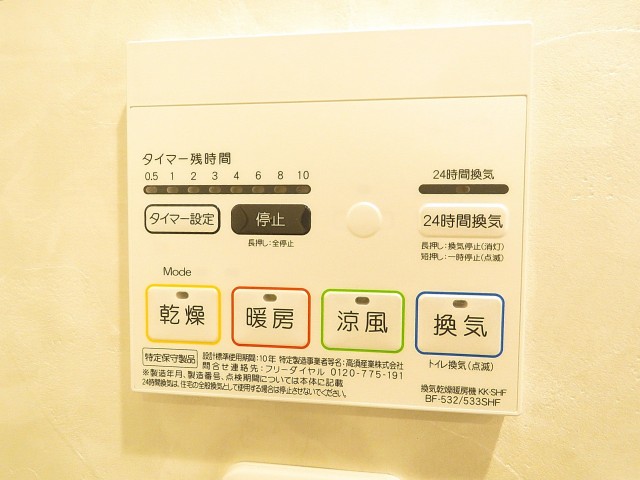 タイマー残時間
0.5 1 2 3 4 6 8 10
24時間換気
タイマー設定 停止 24時間換気
長押し:全停止
長押し:換気停止(消灯)
短押し:一時停止(点滅)
Mode
乾燥 暖房 涼風 換気
トイレ換気(点滅)
特定保守製品
設計標準使用期間:10年 特定製造事業者等名:高須産業株式会社
問合せ連絡先:フリーダイヤル 0120-775-191
※製造年月、製造番号、点検期間については本体に記載
24時間換気は、住宅の全般換気として使用する場合は停止させないでください。
換気乾燥暖房機 KK-SHF
BF-532/533SHF